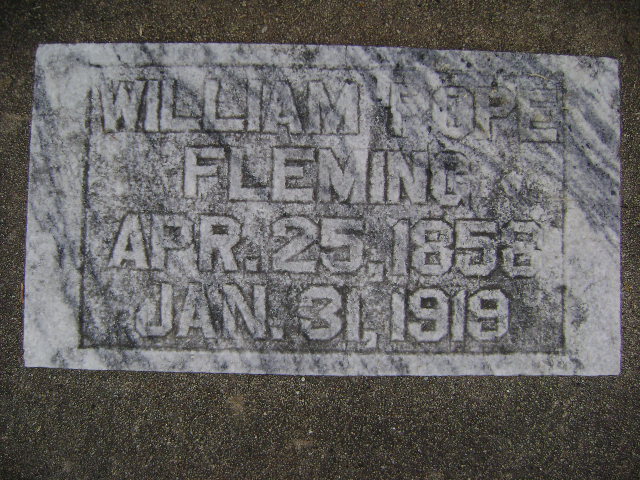 WILLIAM POPE
FLEMING
APR. 25, 1858
JAN. 31, 1919